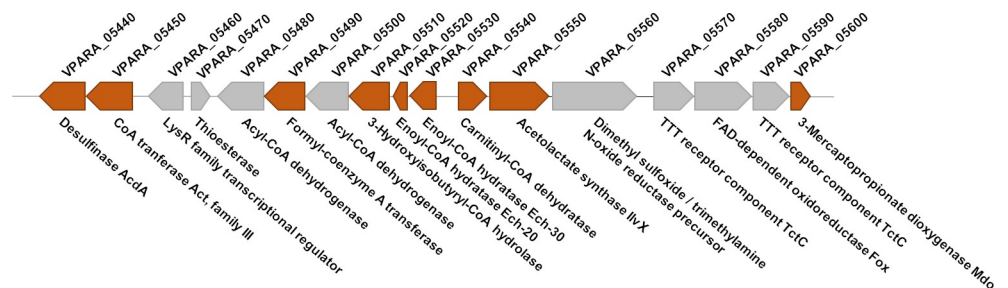 VPARA_05440
VPARA_05450
VPARA_05460
VPARA_05470
VPARA_05480
VPARA_05490
VPARA_05500
VPARA_05510
VPARA_05520
VPARA_05530
VPARA_05540
VPARA_05550
VPARA_05560
VPARA_05570
VPARA_05580
VPARA_05590
VPARA_05600
Desulfinase AcdA
CoA tranferase Act, family III
LysR family transcriptional regulator
Thioesterase
Acyl-CoA dehydrogenase
Formyl-coenzyme A transferase
Acyl-CoA dehydrogenase
3-Hydroxyisobutyryl-CoA hydrolase
Enoyl-CoA hydratase Ech-20
Enoyl-CoA hydratase Ech-30
Carnitinyl-CoA dehydratase
Acetolactate synthase IlvX
Dimethyl sulfoxide / trimethylamine
N-oxide reductase precursor
TTT receptor component TctC
FAD-dependent oxidoreductase Fox
TTT receptor component TctC
3-Mercaptopropionate dioxygenase Mdo